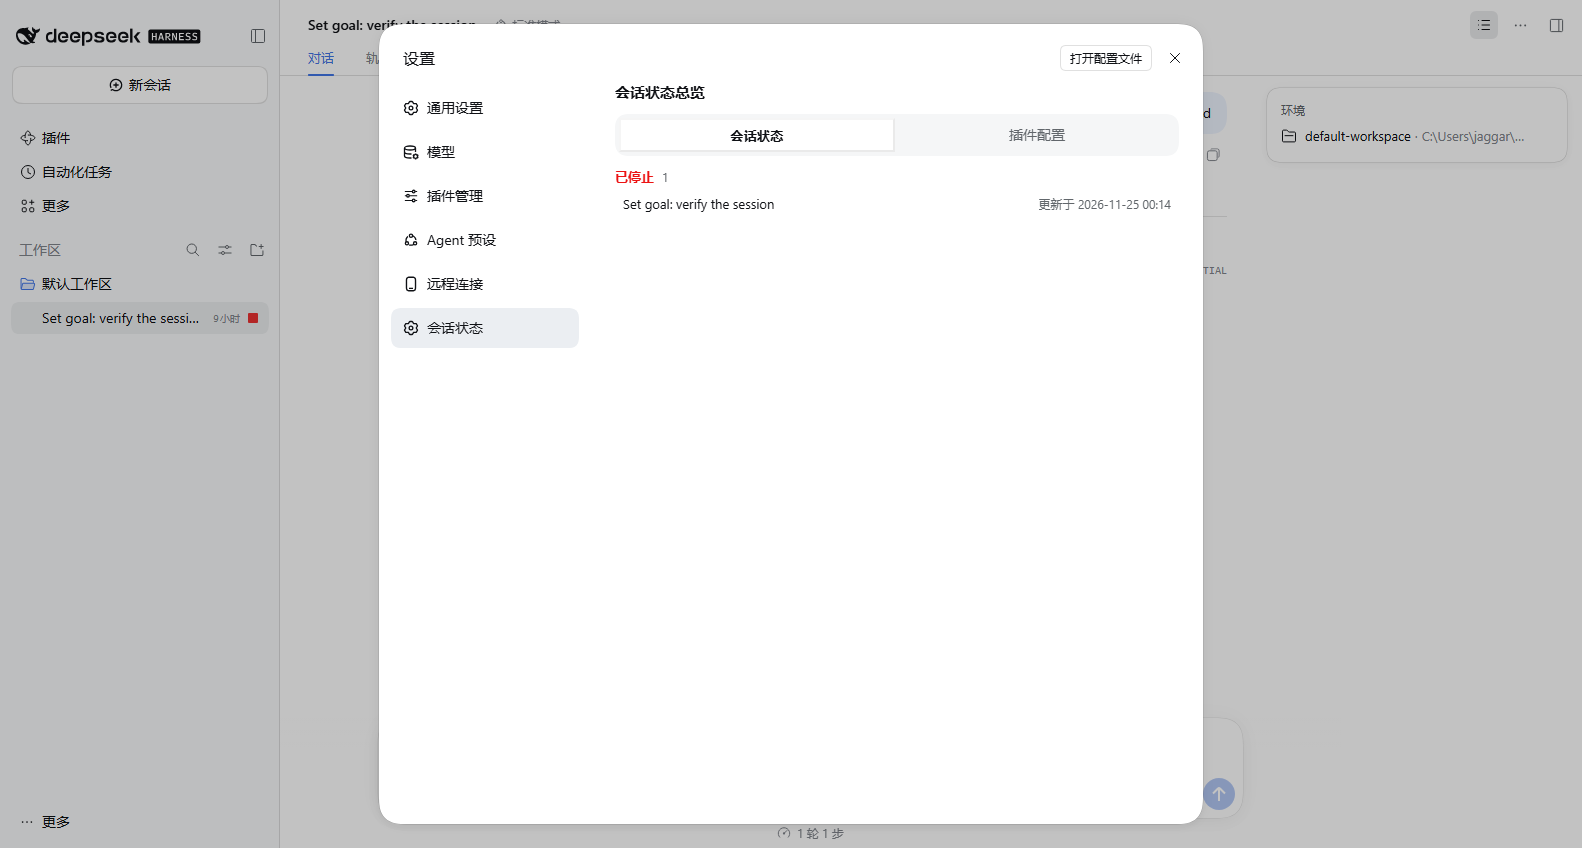 deepseek HARNESS
新会话
插件
自动化任务
更多
工作区
默认工作区
Set goal: verify the sessi... 9小时
更多
Set goal: verify the session
对话
设置
打开配置文件
通用设置
模型
插件管理
Agent 预设
远程连接
会话状态
会话状态总览
会话状态 插件配置
已停止 1
Set goal: verify the session 更新于 2026-11-25 00:14
d
TIAL
环境
default-workspace · C:\Users\jaggar\...
1 轮 1 步